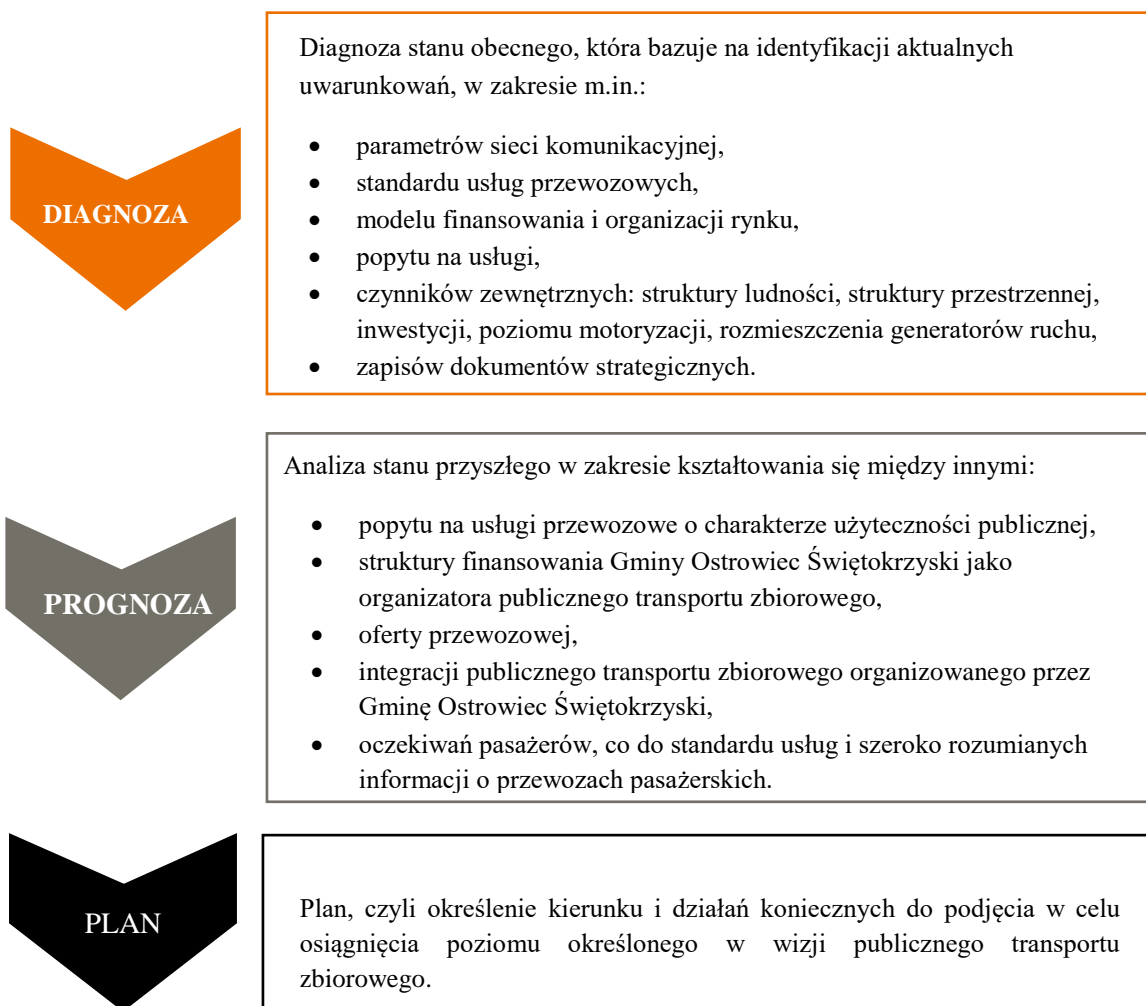 Diagnoza stanu obecnego, która bazuje na identyfikacji aktualnych
uwarunkowań, w zakresie m.in.:
• parametrów sieci komunikacyjnej,
• standardu usług przewozowych,
DIAGNOZA
• modelu finansowania i organizacji rynku,
• popytu na usługi,
• czynników zewnętrznych: struktury ludności, struktury przestrzennej,
inwestycji, poziomu motoryzacji, rozmieszczenia generatorów ruchu,
• zapisów dokumentów strategicznych.
Analiza stanu przyszłego w zakresie kształtowania się między innymi:
• popytu na usługi przewozowe o charakterze użyteczności publicznej,
• struktury finansowania Gminy Ostrowiec Świętokrzyski jako
organizatora publicznego transportu zbiorowego,
PROGNOZA
• oferty przewozowej,
• integracji publicznego transportu zbiorowego organizowanego przez
Gminę Ostrowiec Świętokrzyski,
• oczekiwań pasażerów, co do standardu usług i szeroko rozumianych
informacji o przewozach pasażerskich.
PLAN
Plan, czyli określenie kierunku i działań koniecznych do podjęcia w celu
osiągnięcia poziomu określonego w wizji publicznego transportu
zbiorowego.